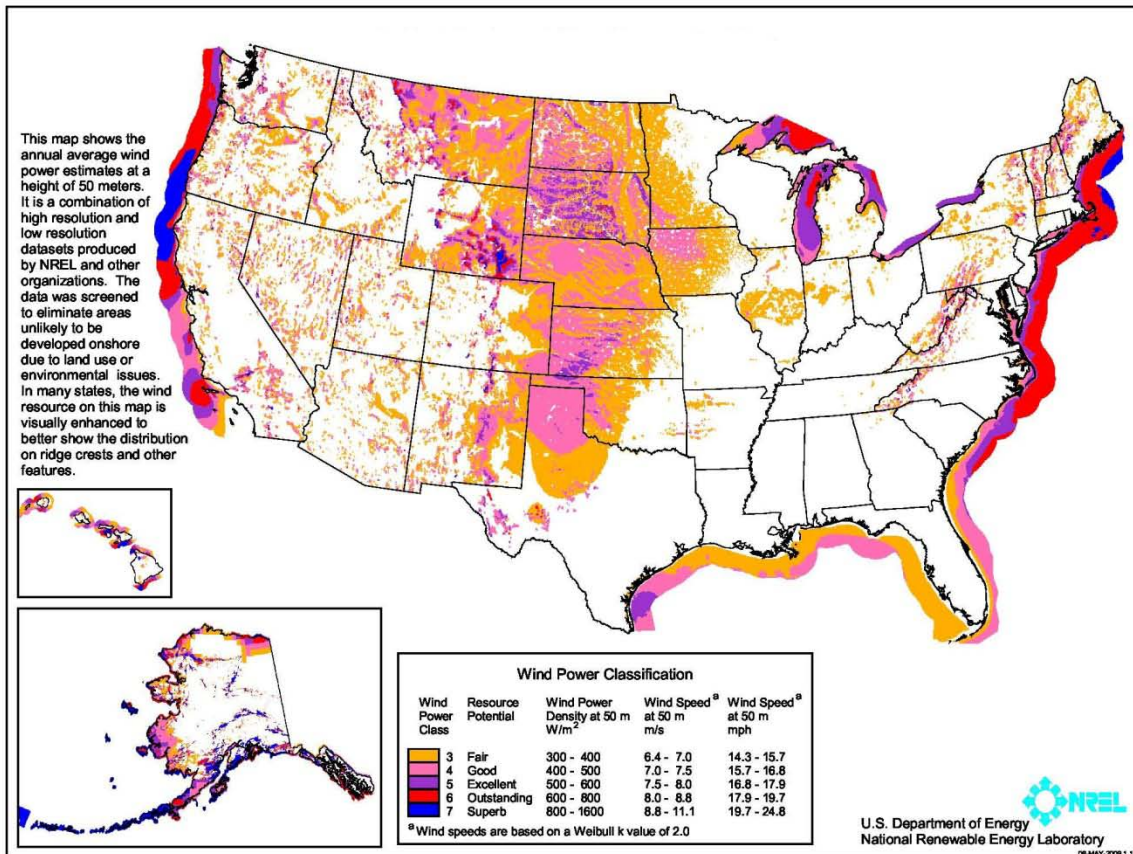 This map shows the
annual average wind
power estimates at a
height of 50 meters.
It is a combination of
high resolution and
low resolution
datasets produced
by NREL and other
organizations. The
data was screened
to eliminate areas
unlikely to be
developed onshore
due to land use or
environmental issues.
In many states, the wind
resource on this map is
visually enhanced to
better show the distribution
on ridge crests and other
features.
Wind Power Classification
Wind Power Class Resource Potential Wind Power Density at 50 m W/m² Wind Speed ᵃ at 50 m m/s Wind Speed ᵃ at 50 m mph
3 Fair 300 - 400 6.4 - 7.0 14.3 - 15.7
4 Good 400 - 500 7.0 - 7.5 15.7 - 16.8
5 Excellent 500 - 600 7.5 - 8.0 16.8 - 17.9
6 Outstanding 600 - 800 8.0 - 8.8 17.9 - 19.7
7 Superb 800 - 1600 8.8 - 11.1 19.7 - 24.8
ᵃ Wind speeds are based on a Weibull k value of 2.0
NREL
U.S. Department of Energy
National Renewable Energy Laboratory